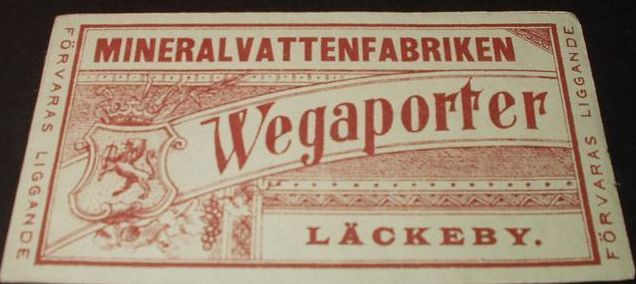 MINERALVATTENFABRIKEN
Wegaporter
LÄCKEBY.
FÖRVARAS LIGGANDE
FÖRVARAS LIGGANDE